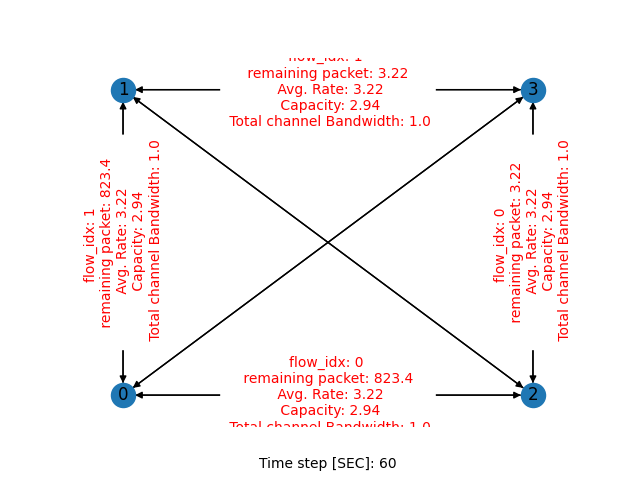 flow_idx: 1
remaining packet: 3.22
Avg. Rate: 3.22
Capacity: 2.94
Total channel Bandwidth: 1.0
1
3
flow_idx: 1
remaining packet: 823.4
Avg. Rate: 3.22
Capacity: 2.94
Total channel Bandwidth: 1.0
flow_idx: 0
remaining packet: 3.22
Avg. Rate: 3.22
Capacity: 2.94
Total channel Bandwidth: 1.0
flow_idx: 0
remaining packet: 823.4
Avg. Rate: 3.22
Capacity: 2.94
Total channel Bandwidth: 1.0
0
2
Time step [SEC]: 60